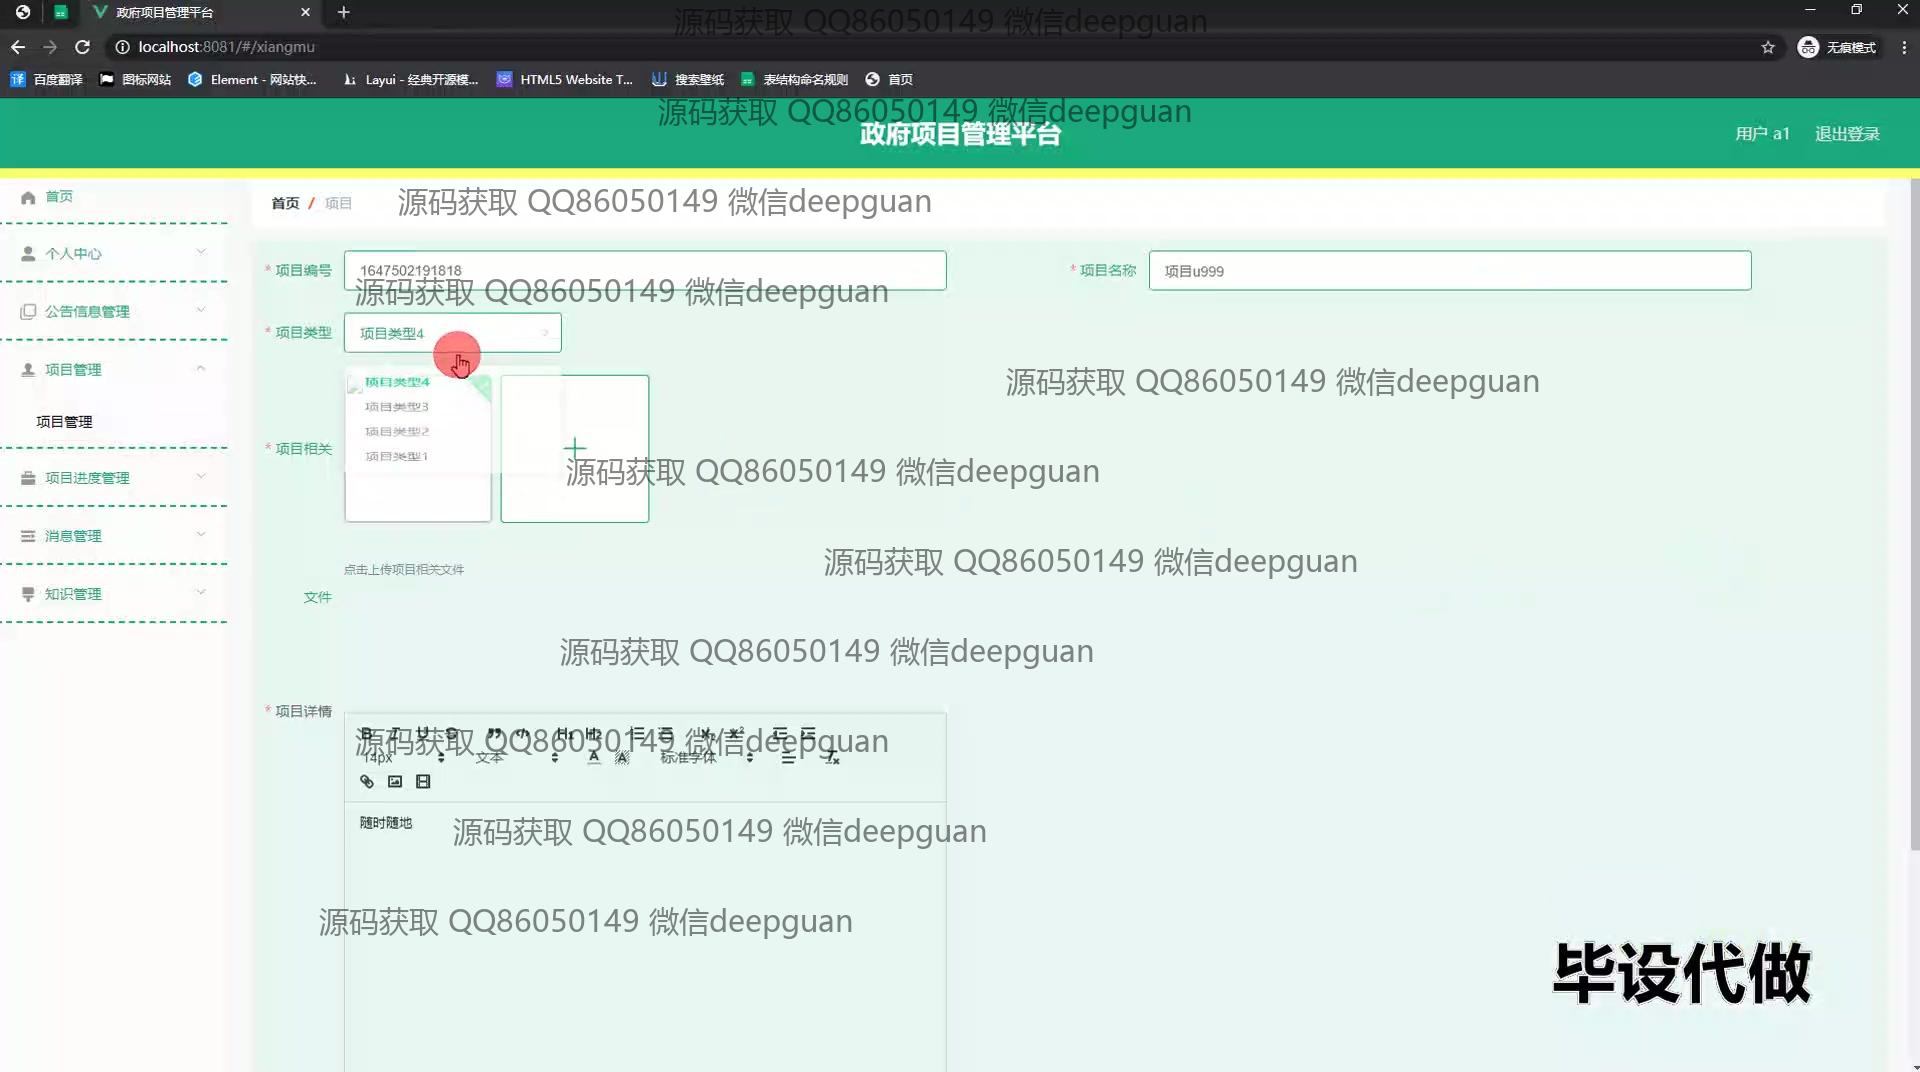 政府项目管理平台
源码获取 QQ86050149 微信deepguan
localhost:8081/#/xiangmu
无痕模式
百度翻译
图标网站
Element - 网站快...
Layui - 经典开源模...
HTML5 Website T...
搜索壁纸
表结构命名规则
首页
源码获取 QQ86050149 微信deepguan
政府项目管理平台
用户 a1
退出登录
首页
首页 / 项目
源码获取 QQ86050149 微信deepguan
个人中心
* 项目编号
1647502191818
* 项目名称
项目u999
源码获取 QQ86050149 微信deepguan
公告信息管理
* 项目类型
项目类型4
项目管理
源码获取 QQ86050149 微信deepguan
项目类型4
项目类型3
项目管理
项目类型2
* 项目相关
项目类型1
源码获取 QQ86050149 微信deepguan
项目进度管理
消息管理
源码获取 QQ86050149 微信deepguan
点击上传项目相关文件
知识管理
文件
源码获取 QQ86050149 微信deepguan
* 项目详情
B I U S H1 H2 X₂ X²
源码获取 QQ86050149 微信deepguan
14px
文本
A
标准字体
随时随地
源码获取 QQ86050149 微信deepguan
源码获取 QQ86050149 微信deepguan
毕设代做